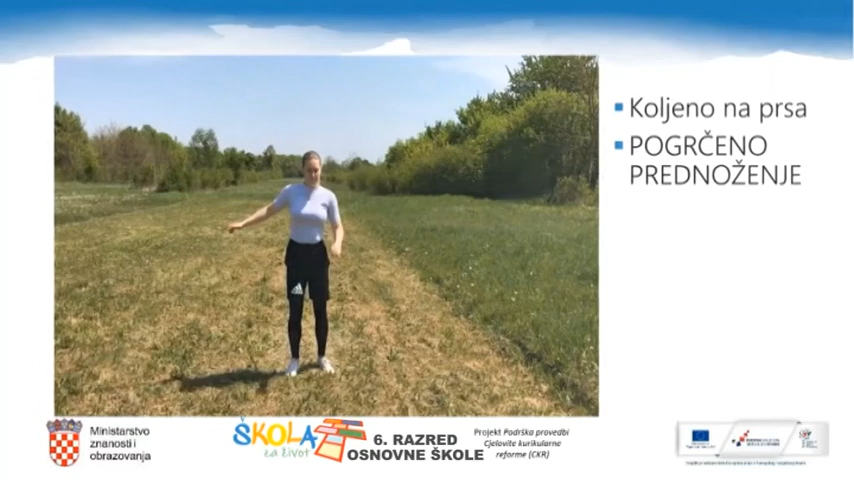 Koljeno na prsa
POGRČENO
PREDNOŽENJE
Ministarstvo
znanosti i
obrazovanja
ŠKOLA
za život
6. RAZRED
OSNOVNE ŠKOLE
Projekt Podrška provedbi
Cjelovite kurikularne
reforme (CKR)